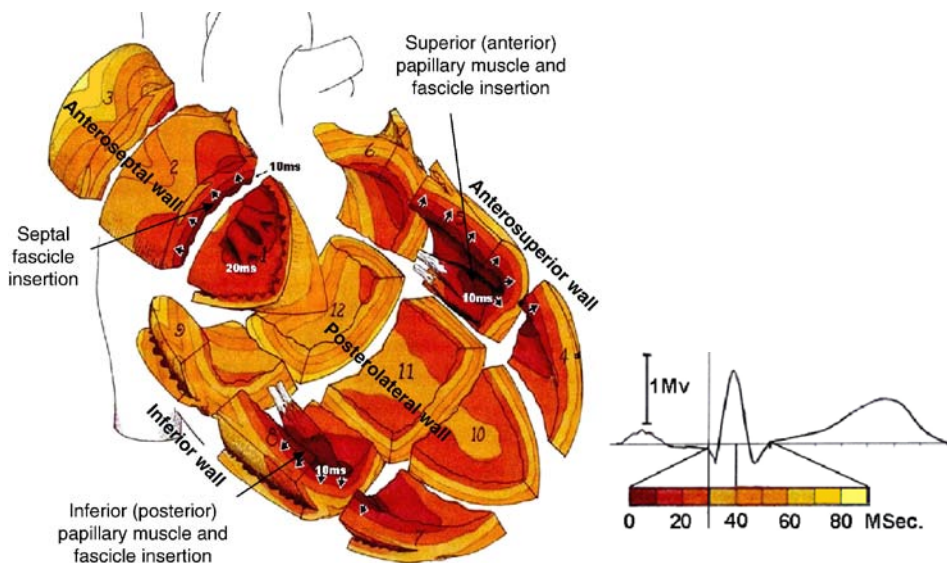 Superior (anterior)
papillary muscle and
fascicle insertion
3
Anteroseptal wall
2
10ms
6
Anterosuperior wall
Septal
fascicle
insertion
1
20ms
10ms
12
9
Posterolateral wall
11
4
10
Inferior wall
8
10ms
7
Inferior (posterior)
papillary muscle and
fascicle insertion
1Mv
0 20 40 60 80 MSec.